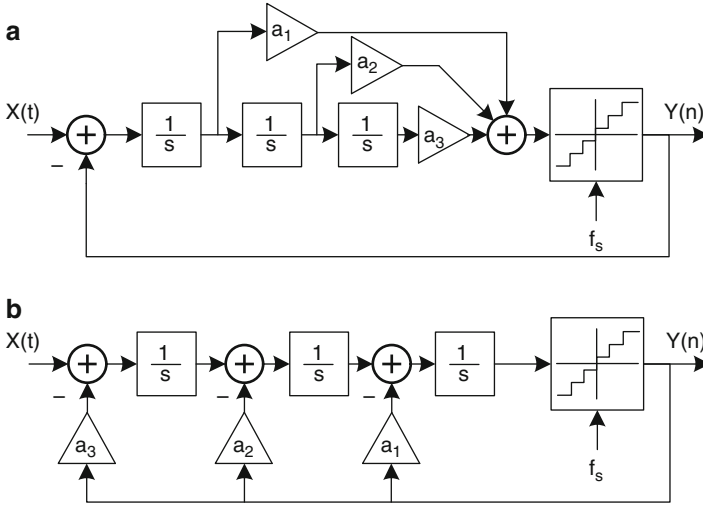 a
a1
a2
X(t)
+
1/s
1/s
1/s
a3
+
Y(n)
−
fs
b
X(t)
+
1/s
+
1/s
+
1/s
Y(n)
−
−
−
a3
a2
a1
fs